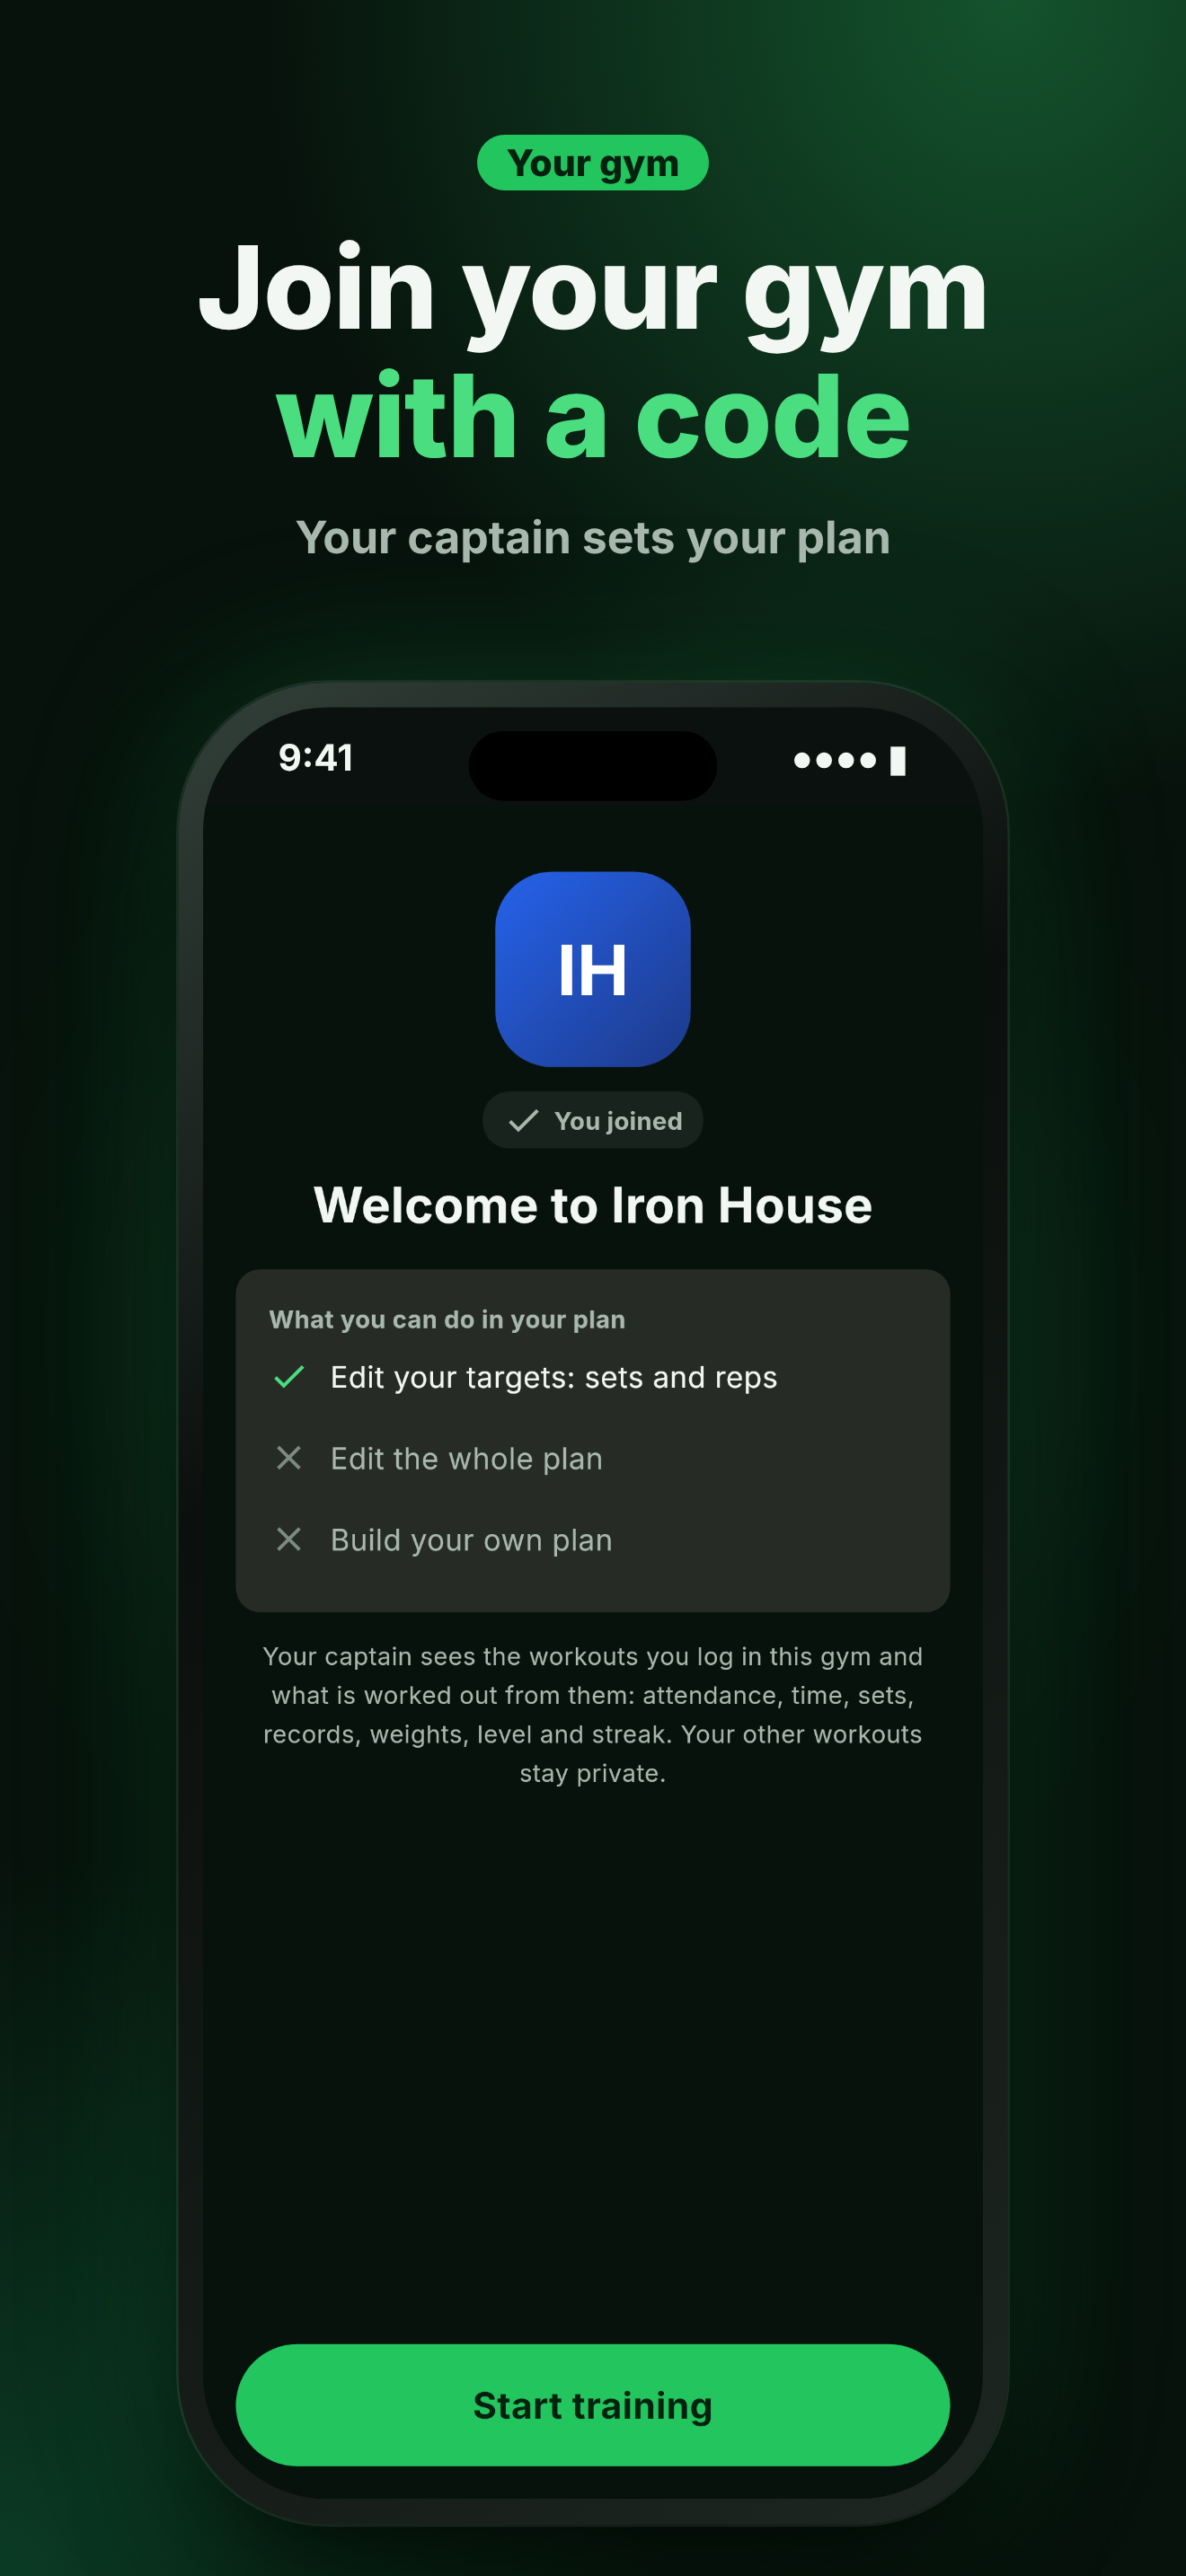 Your gym
Join your gym
with a code
Your captain sets your plan
9:41
IH
You joined
Welcome to Iron House
What you can do in your plan
Edit your targets: sets and reps
Edit the whole plan
Build your own plan
Your captain sees the workouts you log in this gym and
what is worked out from them: attendance, time, sets,
records, weights, level and streak. Your other workouts
stay private.
Start training